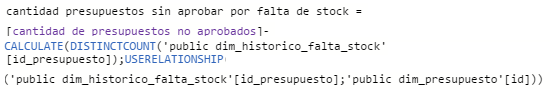 cantidad presupuestos sin aprobar por falta de stock =
[cantidad de presupuestos no aprobados]-
CALCULATE(DISTINCTCOUNT('public dim_historico_falta_stock'
[id_presupuesto]);USERELATIONSHIP(
('public dim_historico_falta_stock'[id_presupuesto];'public dim_presupuesto'[id]))